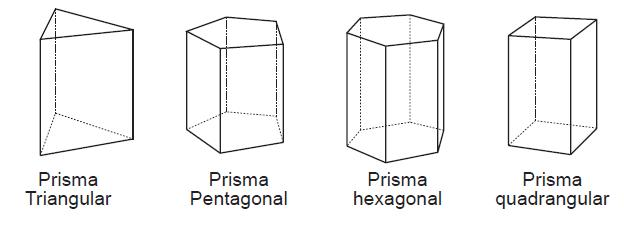 Prisma
Triangular
Prisma
Pentagonal
Prisma
hexagonal
Prisma
quadrangular